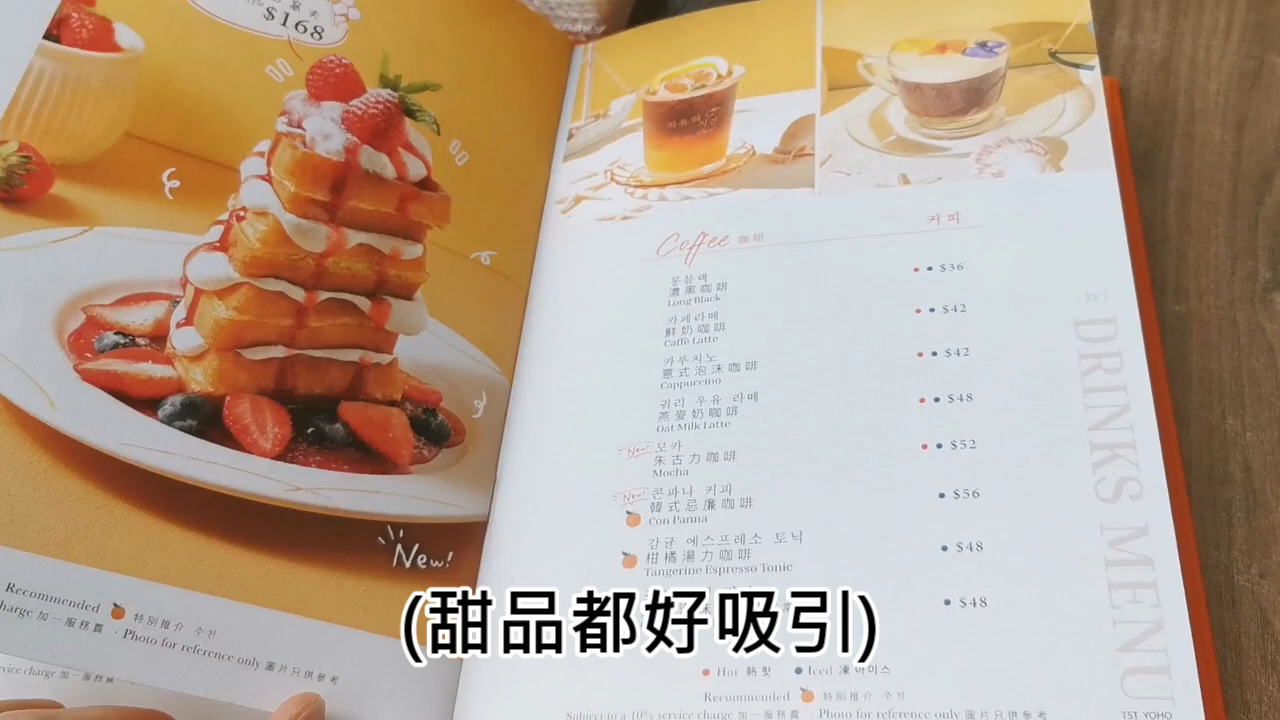 $168
New!
Recommended 特別推介 추천
charge 加一服務費 · Photo for reference only 圖片只供參考
service charge 加一服務費
Coffee 咖啡
커피
롱블랙
濃黑咖啡
Long Black
$36
카페라떼
鮮奶咖啡
Caffè Latte
$42
카푸치노
意式泡沫咖啡
Cappuccino
$42
귀리 우유 라떼
燕麥奶咖啡
Oat Milk Latte
$48
New!
모카
朱古力咖啡
Mocha
$52
New!
콘파나 커피
韓式忌廉咖啡
Con Panna
$56
감귤 에스프레소 토닉
柑橘湯力咖啡
Tangerine Espresso Tonic
$48
$48
Hot 熱 핫 Iced 凍 아이스
Recommended 特別推介 추천
Subject to a 10% service charge 加一服務費 · Photo for reference only 圖片只供參考
DRINKS MENU
TST YOHO
(甜品都好吸引)